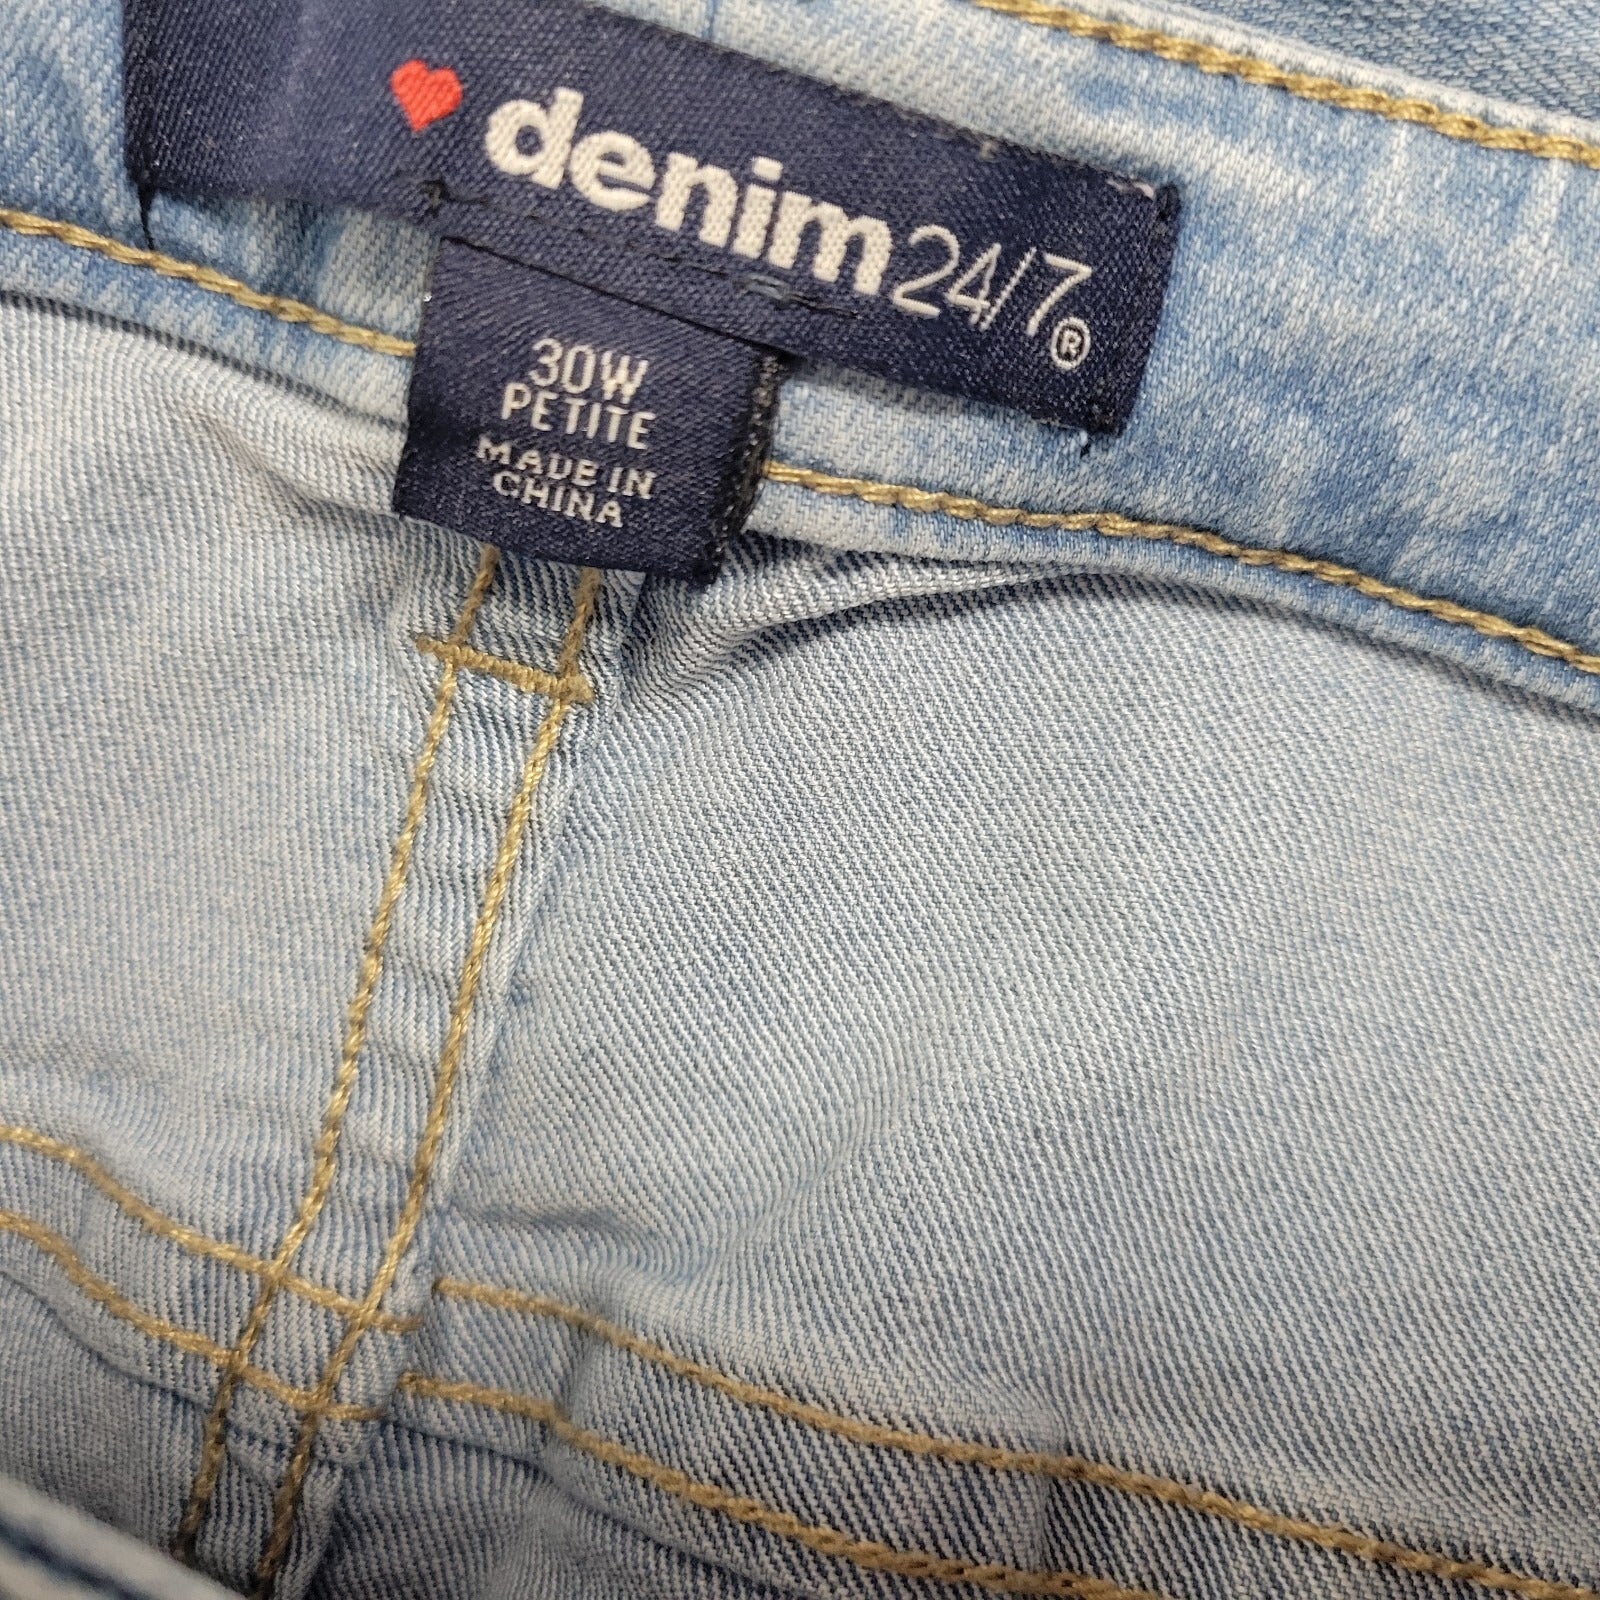 denim24/7®
30W
PETITE
MADE IN
CHINA